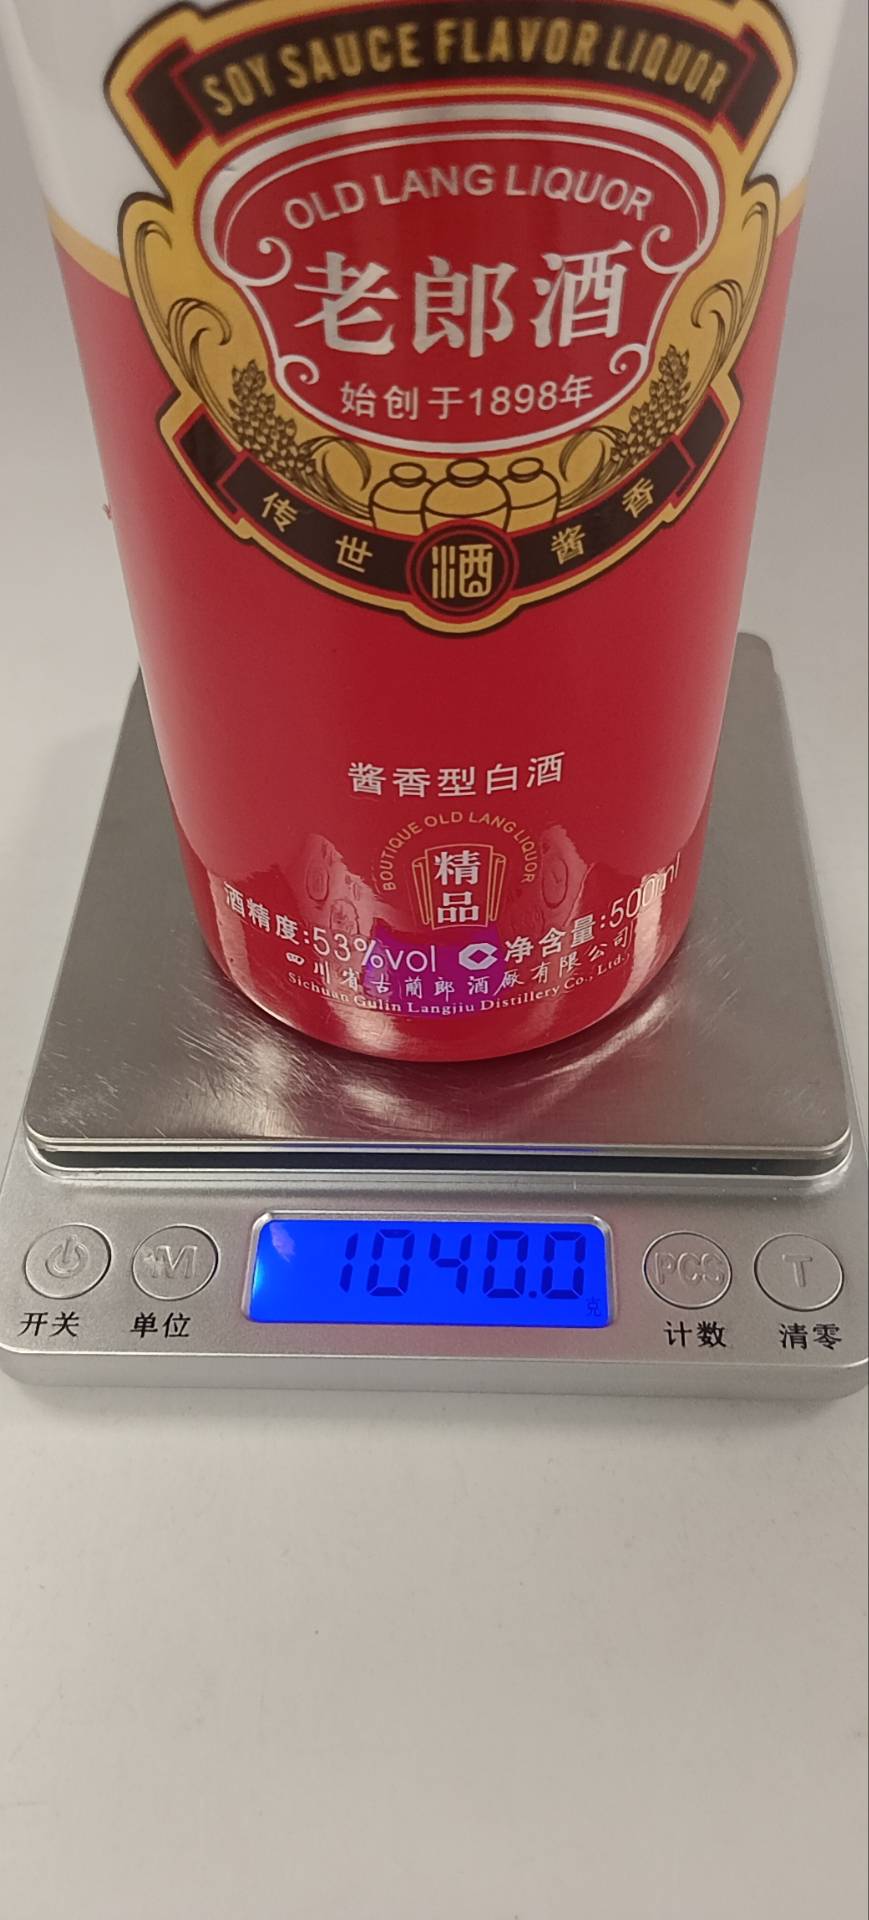 SOY SAUCE FLAVOR LIQUOR
OLD LANG LIQUOR
老郎酒
始创于1898年
传世酱香
酒
酱香型白酒
BOUTIQUE OLD LANG LIQUOR
精品
酒精度:53%vol 净含量:500ml
四川省古蔺郎酒廠有限公司
Sichuan Gulin Langjiu Distillery Co., Ltd.
1040.0
克
M PCS T
开关 单位 计数 清零